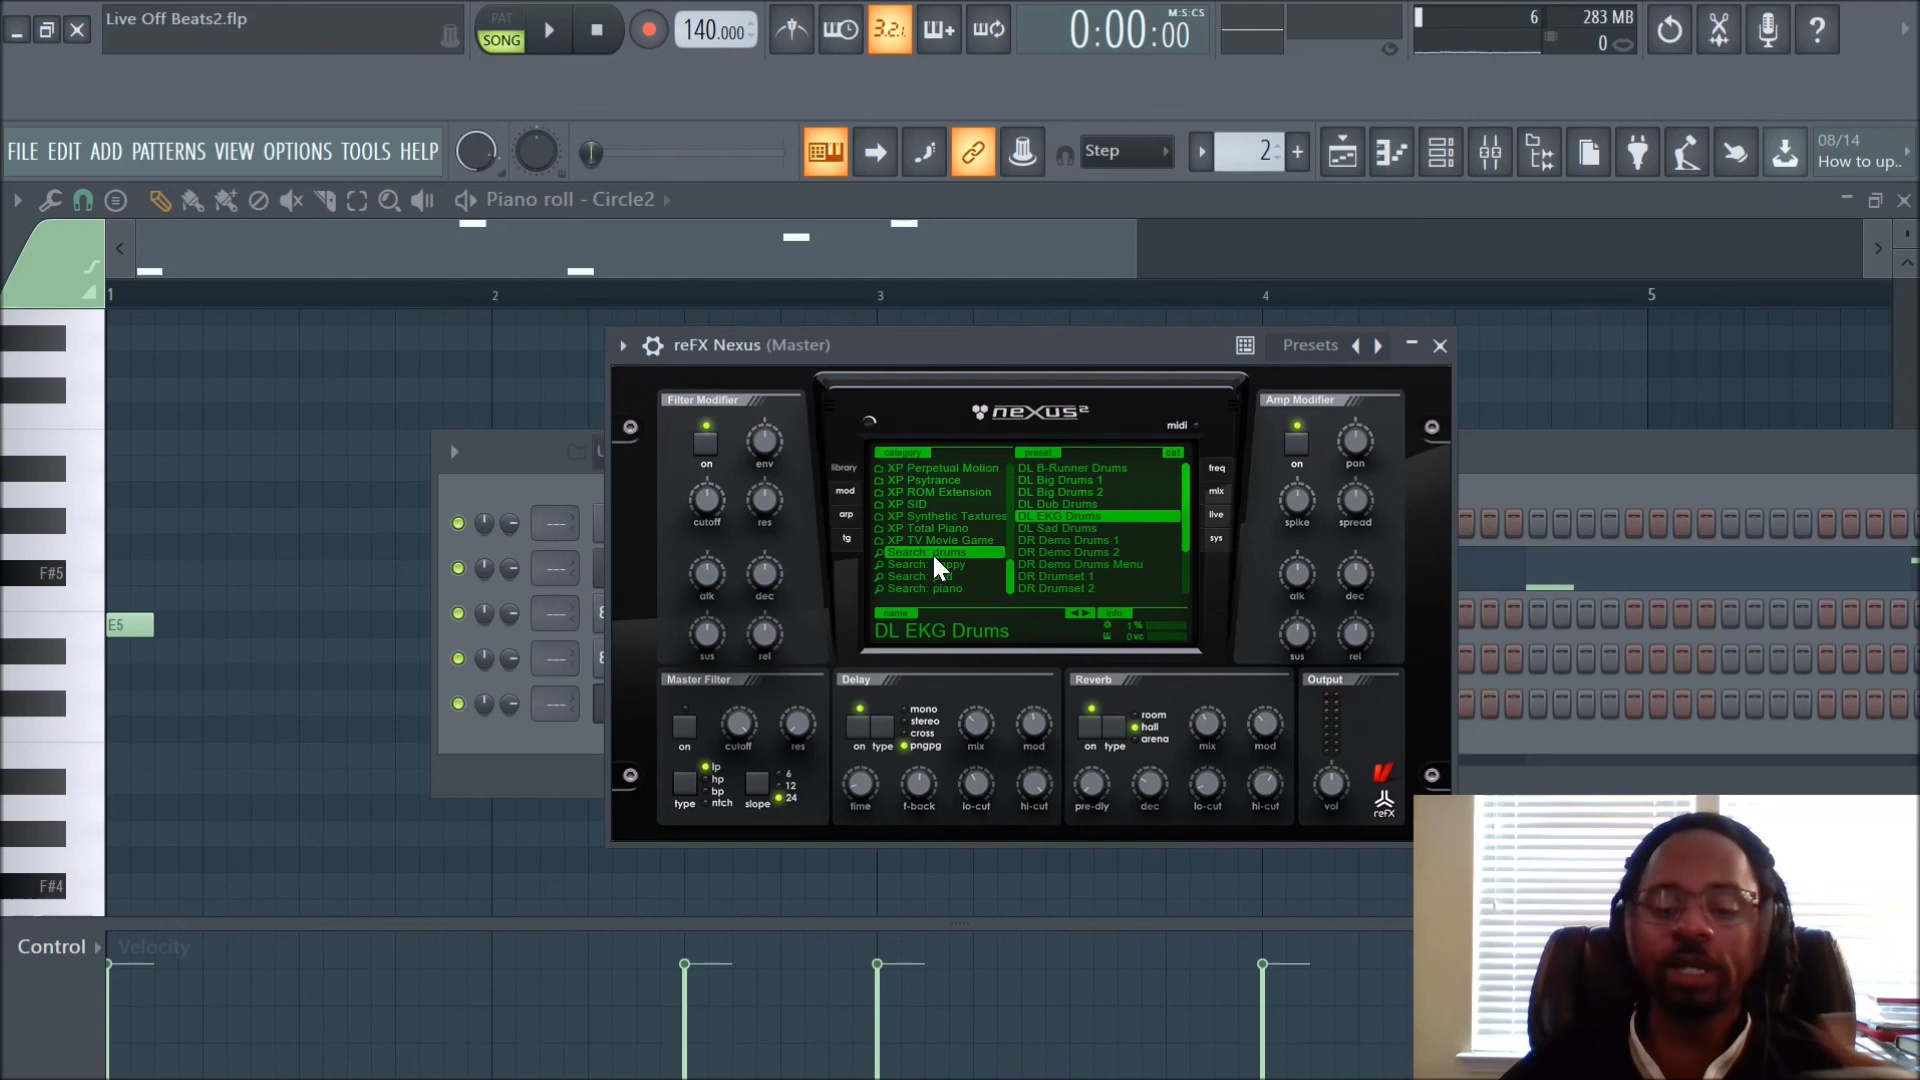 Live Off Beats2.flp
PAT
SONG
140.000
3.2.
0:00:00
M:S:CS
6
283 MB
0
?
FILE EDIT ADD PATTERNS VIEW OPTIONS TOOLS HELP
Step
2
+
08/14
How to up..
Piano roll - Circle2
1
2
3
4
5
reFX Nexus (Master)
Presets
Filter Modifier
nexus2
Amp Modifier
midi
on
env
cutoff
res
atk
dec
sus
rel
library
mod
arp
tg
category
preset
cat
XP Perpetual Motion
XP Psytrance
XP ROM Extension
XP SID
XP Synthetic Textures
XP Total Piano
XP TV Movie Game
Search: drums
Search:
Search:
Search: piano
DL B-Runner Drums
DL Big Drums 1
DL Big Drums 2
DL Dub Drums
DL EKG Drums
DL Sad Drums
DR Demo Drums 1
DR Demo Drums 2
DR Demo Drums Menu
DR Drumset 1
DR Drumset 2
name
info
DL EKG Drums
1 %
0 vc
freq
mix
live
sys
on
pan
spike
spread
atk
dec
sus
rel
F#5
E5
F#4
Master Filter
Delay
Reverb
Output
on
cutoff
res
type
lp
hp
bp
ntch
slope
6
12
24
on
type
mono
stereo
cross
pngpg
mix
mod
time
f-back
lo-cut
hi-cut
on
type
room
hall
arena
mix
mod
pre-dly
dec
lo-cut
hi-cut
vol
reFX
Control
Velocity